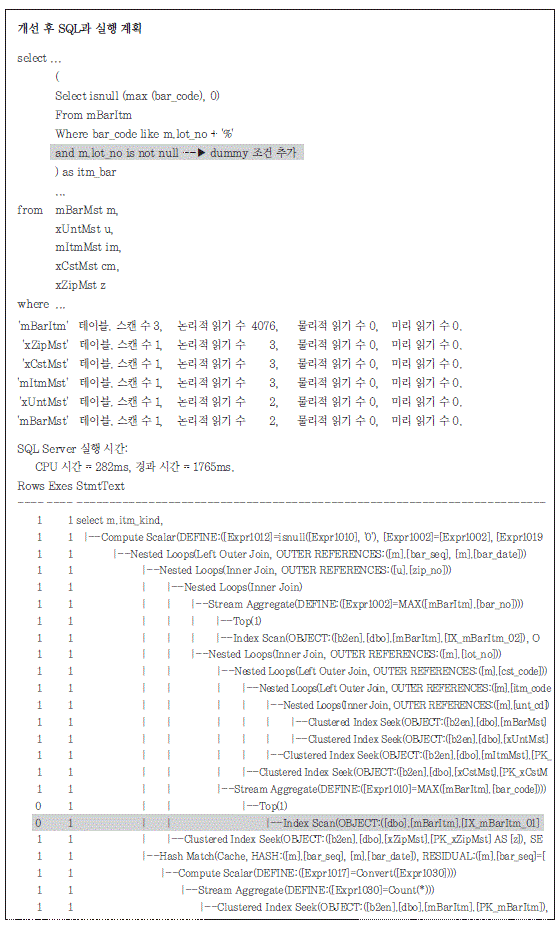 개선 후 SQL과 실행 계획
select ...
(
Select isnull (max (bar_code), 0)
From mBarItm
Where bar_code like m.lot_no + '%'
and m.lot_no is not null --▶ dummy 조건 추가
) as itm_bar
...
from mBarMst m,
xUntMst u,
mItmMst im,
xCstMst cm,
xZipMst z
where ...
'mBarItm' 테이블. 스캔 수 3, 논리적 읽기 수 4076, 물리적 읽기 수 0, 미리 읽기 수 0.
'xZipMst' 테이블. 스캔 수 1, 논리적 읽기 수 3, 물리적 읽기 수 0, 미리 읽기 수 0.
'xCstMst' 테이블. 스캔 수 1, 논리적 읽기 수 3, 물리적 읽기 수 0, 미리 읽기 수 0.
'mItmMst' 테이블. 스캔 수 1, 논리적 읽기 수 3, 물리적 읽기 수 0, 미리 읽기 수 0.
'xUntMst' 테이블. 스캔 수 1, 논리적 읽기 수 2, 물리적 읽기 수 0, 미리 읽기 수 0.
'mBarMst' 테이블. 스캔 수 1, 논리적 읽기 수 2, 물리적 읽기 수 0, 미리 읽기 수 0.
SQL Server 실행 시간:
CPU 시간 = 282ms, 경과 시간 = 1765ms.
Rows Exes StmtText
1 1 select m.itm_kind,
1 1 |--Compute Scalar(DEFINE:([Expr1012]=isnull([Expr1010], '0'), [Expr1002]=[Expr1002], [Expr1019
1 1 |--Nested Loops(Left Outer Join, OUTER REFERENCES:([m].[bar_seq], [m].[bar_date]))
1 1 |--Nested Loops(Inner Join, OUTER REFERENCES:([u].[zip_no]))
1 1 | |--Nested Loops(Inner Join)
1 1 | | |--Stream Aggregate(DEFINE:([Expr1002]=MAX([mBarItm].[bar_no])))
1 1 | | | |--Top(1)
1 1 | | | |--Index Scan(OBJECT:([b2en].[dbo].[mBarItm].[IX_mBarItm_02]), O
1 1 | | |--Nested Loops(Inner Join, OUTER REFERENCES:([m].[lot_no]))
1 1 | | |--Nested Loops(Left Outer Join, OUTER REFERENCES:([m].[cst_code]))
1 1 | | | |--Nested Loops(Left Outer Join, OUTER REFERENCES:([m].[itm_code
1 1 | | | | |--Nested Loops(Inner Join, OUTER REFERENCES:([m].[unt_cd])
1 1 | | | | | |--Clustered Index Seek(OBJECT:([b2en].[dbo].[mBarMst]
1 1 | | | | | |--Clustered Index Seek(OBJECT:([b2en].[dbo].[xUntMst]
1 1 | | | | |--Clustered Index Seek(OBJECT:([b2en].[dbo].[mItmMst].[PK_
1 1 | | | |--Clustered Index Seek(OBJECT:([b2en].[dbo].[xCstMst].[PK_xCstM
1 1 | | |--Stream Aggregate(DEFINE:([Expr1010]=MAX([mBarItm].[bar_code])))
0 1 | | |--Top(1)
0 1 | | |--Index Scan(OBJECT:([dbo].[mBarItm].[IX_mBarItm_01]
1 1 | |--Clustered Index Seek(OBJECT:([b2en].[dbo].[xZipMst].[PK_xZipMst] AS [z]), SE
1 1 |--Hash Match(Cache, HASH:([m].[bar_seq], [m].[bar_date]), RESIDUAL:([m].[bar_seq]=[
1 1 |--Compute Scalar(DEFINE:([Expr1017]=Convert([Expr1030])))
1 1 |--Stream Aggregate(DEFINE:([Expr1030]=Count(*)))
1 1 |--Clustered Index Seek(OBJECT:([b2en].[dbo].[mBarItm].[PK_mBarItm]),